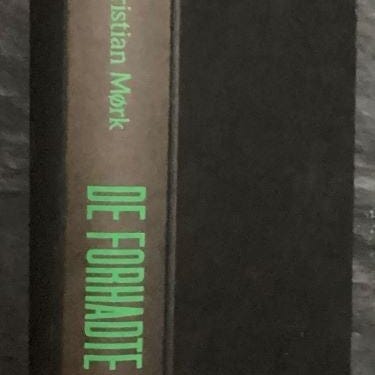 ristian Mørk
DE FORHADTE